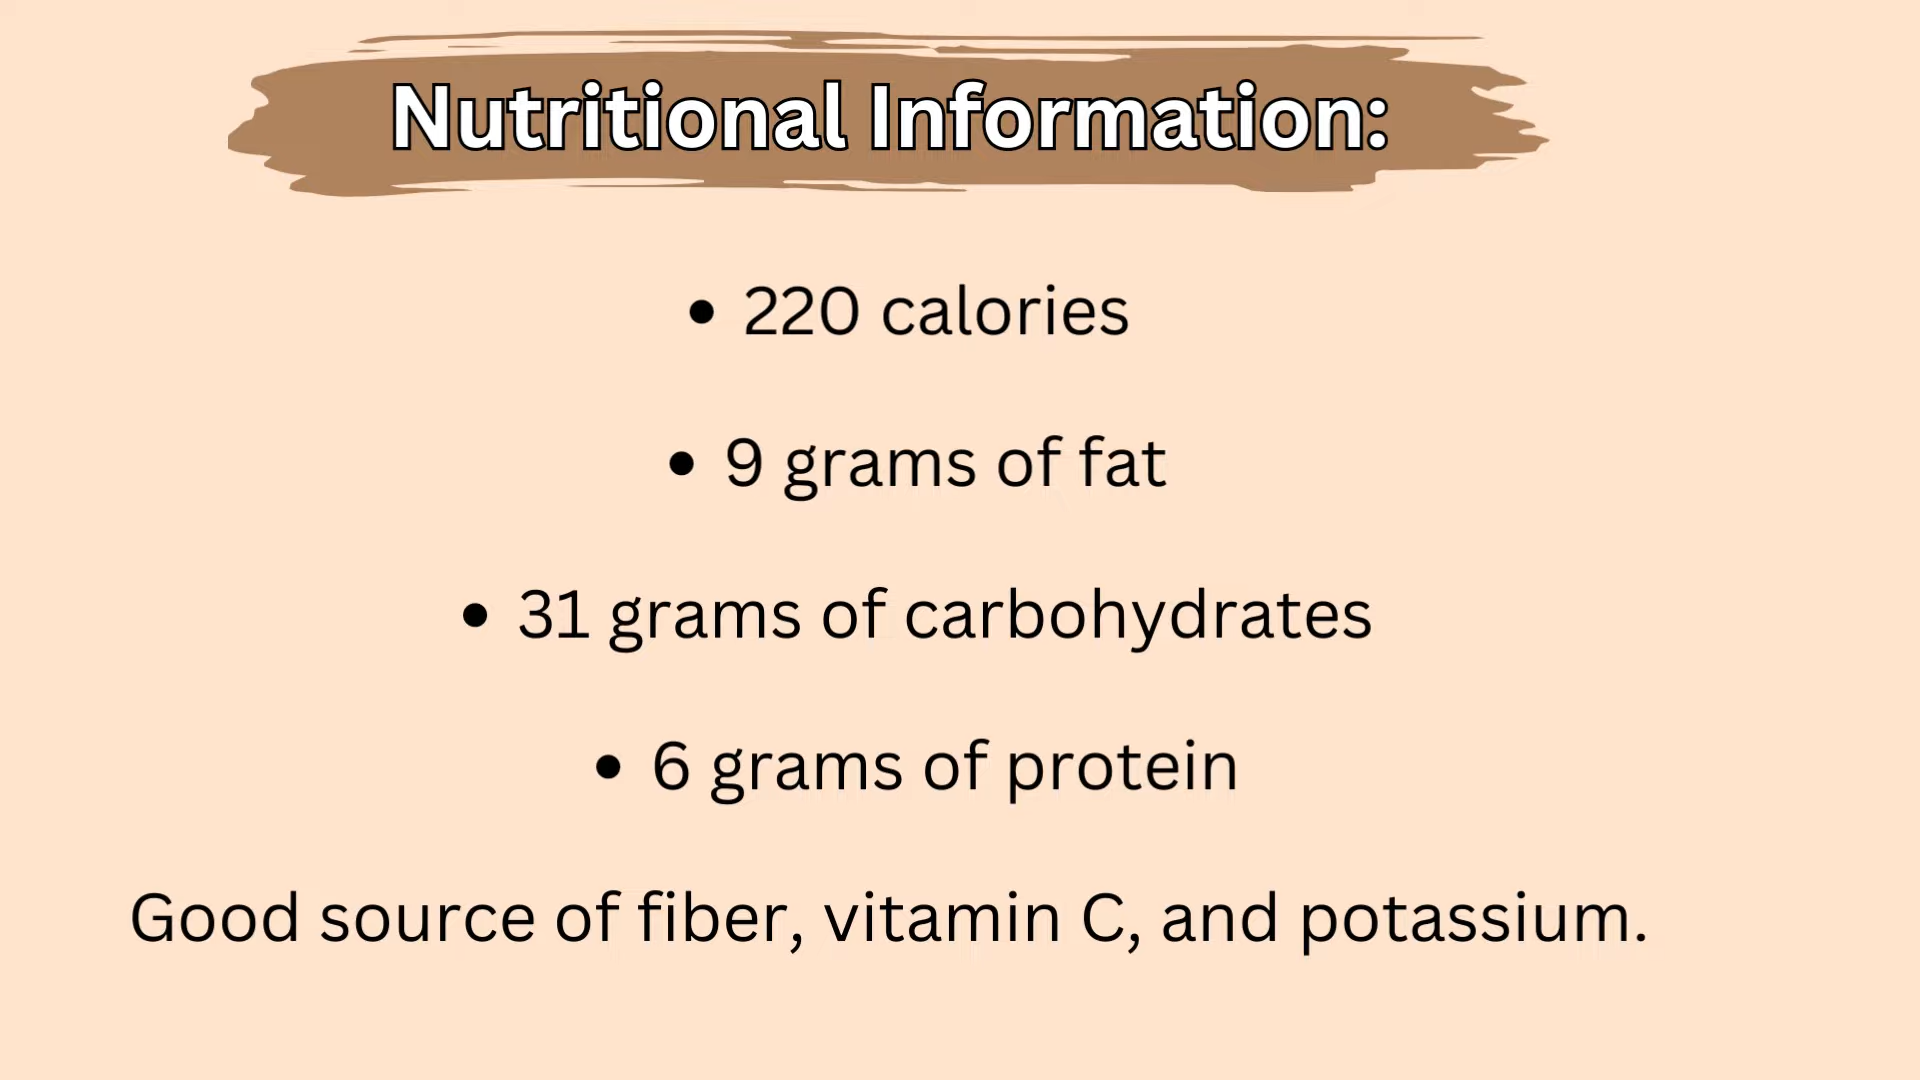 Nutritional Information:
• 220 calories
• 9 grams of fat
• 31 grams of carbohydrates
• 6 grams of protein
Good source of fiber, vitamin C, and potassium.